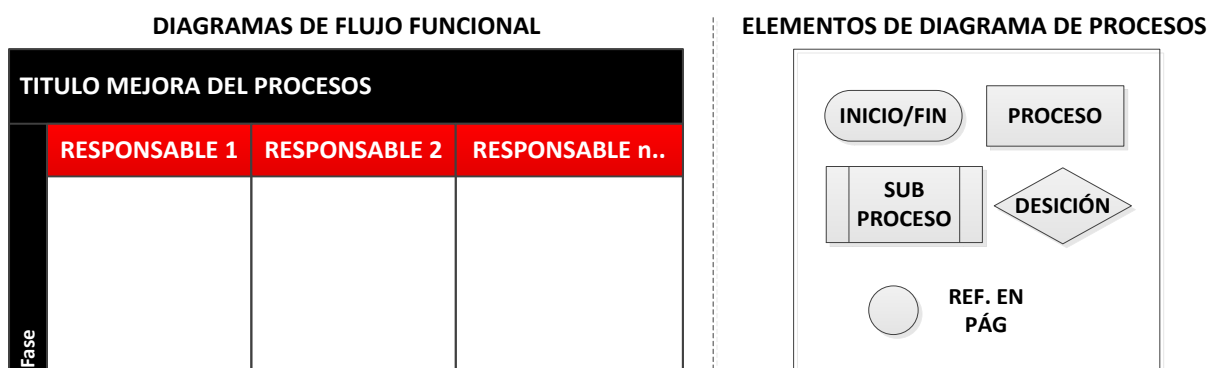 DIAGRAMAS DE FLUJO FUNCIONAL
TITULO MEJORA DEL PROCESOS
RESPONSABLE 1
RESPONSABLE 2
RESPONSABLE n..
Fase
ELEMENTOS DE DIAGRAMA DE PROCESOS
INICIO/FIN
PROCESO
SUB
PROCESO
DESICIÓN
REF. EN
PÁG